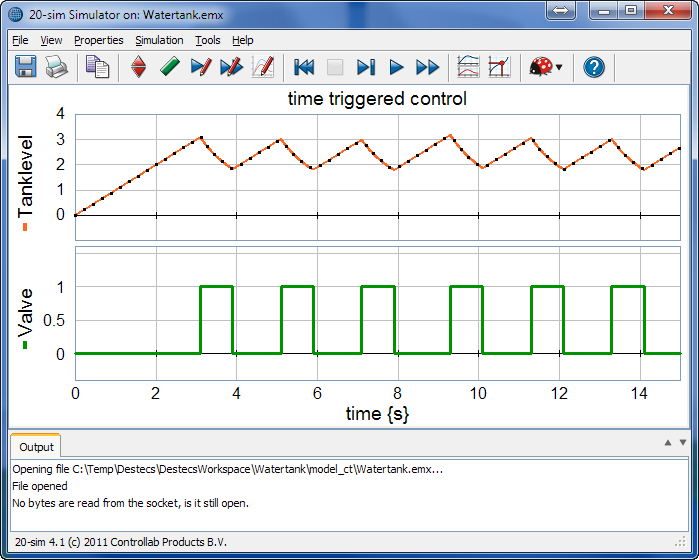 20-sim Simulator on: Watertank.emx
File View Properties Simulation Tools Help
time triggered control
4
3
2
1
0
Tanklevel
1
0.5
0
Valve
0 2 4 6 8 10 12 14
time {s}
Output
Opening file C:\Temp\Destecs\DestecsWorkspace\Watertank\model_ct\Watertank.emx...
File opened
No bytes are read from the socket, is it still open.
20-sim 4.1 (c) 2011 Controllab Products B.V.